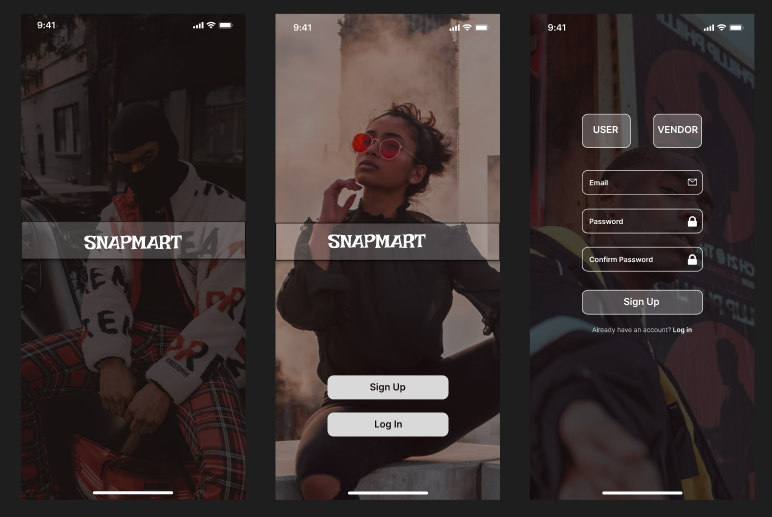 9:41
SNAPMART
9:41
SNAPMART
Sign Up
Log In
9:41
USER
VENDOR
Email
Password
Confirm Password
Sign Up
Already have an account? Log in